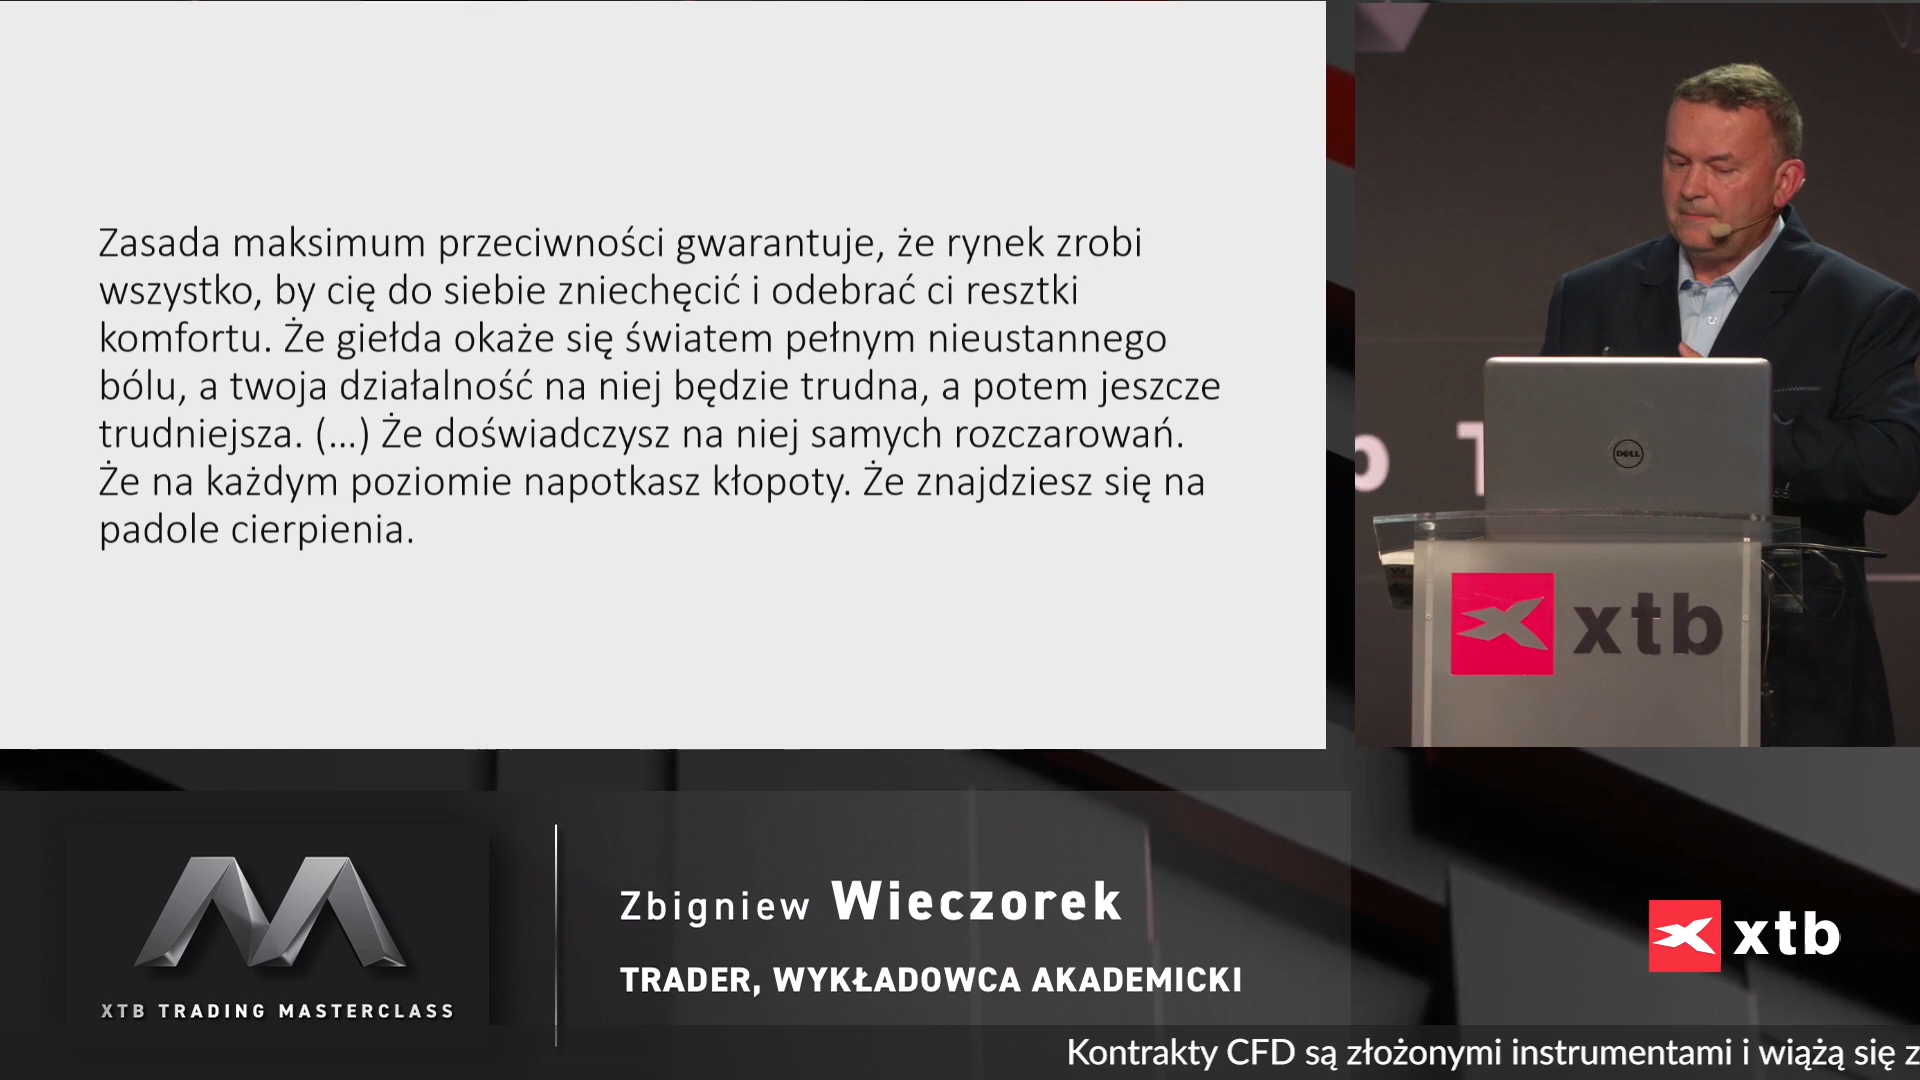 Zasada maksimum przeciwności gwarantuje, że rynek zrobi
wszystko, by cię do siebie zniechęcić i odebrać ci resztki
komfortu. Że giełda okaże się światem pełnym nieustannego
bólu, a twoja działalność na niej będzie trudna, a potem jeszcze
trudniejsza. (...) Że doświadczysz na niej samych rozczarowań.
Że na każdym poziomie napotkasz kłopoty. Że znajdziesz się na
padole cierpienia.
DELL
xtb
Zbigniew Wieczorek
TRADER, WYKŁADOWCA AKADEMICKI
XTB TRADING MASTERCLASS
xtb
Kontrakty CFD są złożonymi instrumentami i wiążą się z